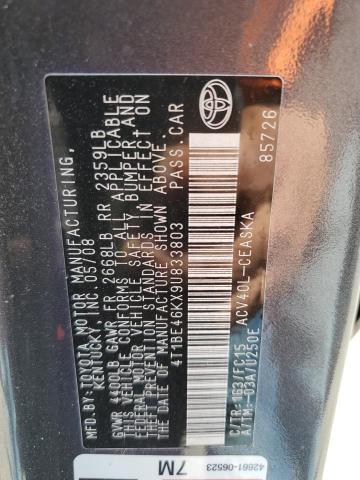 MFD.BY:TOYOTA MOTOR MANUFACTURING,
KENTUCKY, INC. 05/08
GVWR 4400LB GAWR FR 2668LB RR 2359LB
THIS VEHICLE CONFORMS TO ALL APPLICABLE
FEDERAL MOTOR VEHICLE SAFETY, BUMPER, AND
THEFT PREVENTION STANDARDS IN EFFECT ON
THE DATE OF MANUFACTURE SHOWN ABOVE.
4T1BE46KX9U833803 PASS.CAR
C/TR: 1G3/FC15 ACV40L-CEASKA
A/TM: -03A/U250E 85726
42661-06523
7M